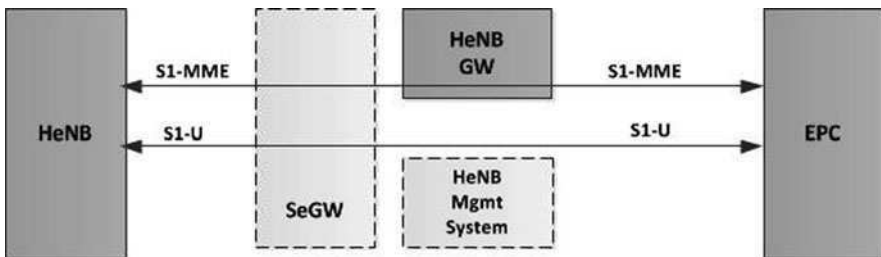 HeNB
GW
S1-MME
S1-MME
HeNB
S1-U
S1-U
EPC
HeNB
Mgmt
System
SeGW